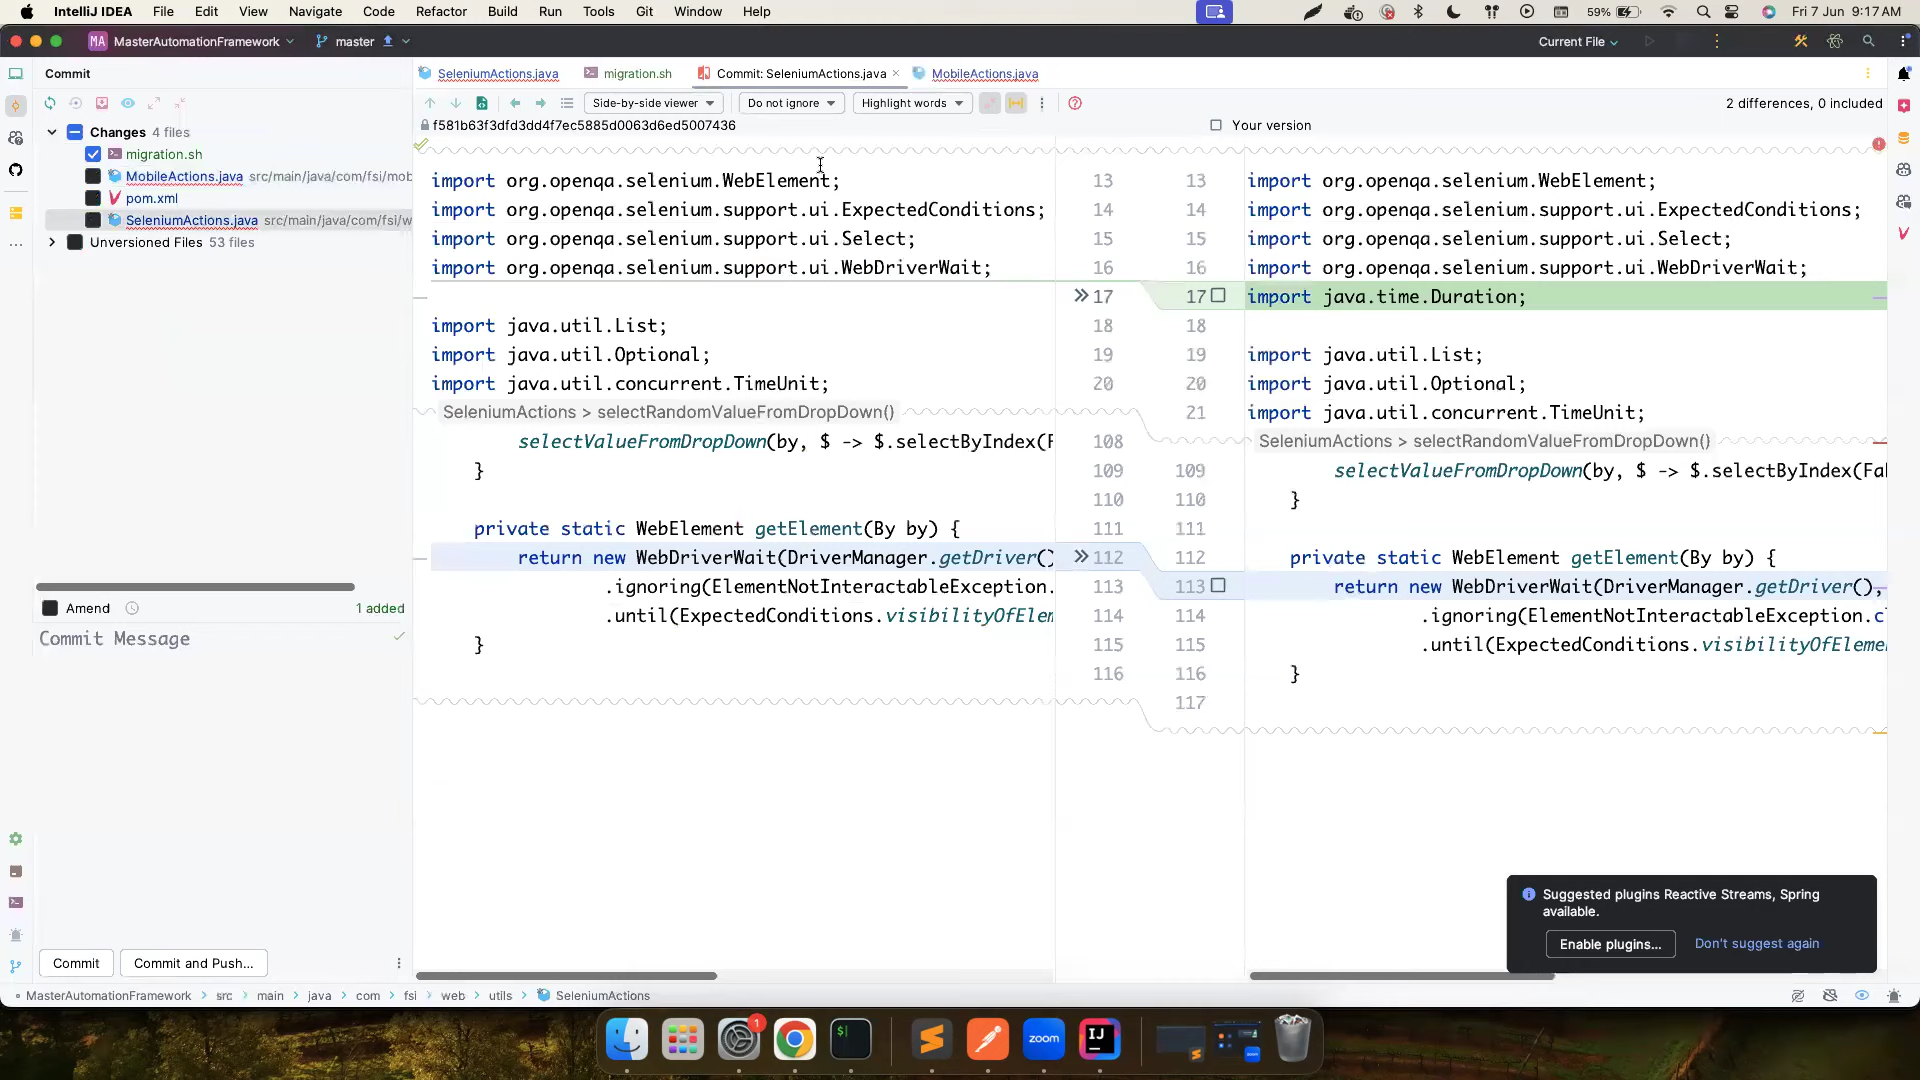 IntelliJ IDEA File Edit View Navigate Code Refactor Build Run Tools Git Window Help
59% Fri 7 Jun 9:17 AM
MA MasterAutomationFramework master Current File
Commit SeleniumActions.java migration.sh Commit: SeleniumActions.java MobileActions.java
Side-by-side viewer Do not ignore Highlight words 2 differences, 0 included
f581b63f3dfd3dd4f7ec5885d0063d6ed5007436 Your version
Changes 4 files
migration.sh
MobileActions.java src/main/java/com/fsi/mob
pom.xml
SeleniumActions.java src/main/java/com/fsi/w
Unversioned Files 53 files
Amend 1 added
Commit Message
Commit Commit and Push...
import org.openqa.selenium.WebElement; 13
import org.openqa.selenium.support.ui.ExpectedConditions; 14
import org.openqa.selenium.support.ui.Select; 15
import org.openqa.selenium.support.ui.WebDriverWait; 16
17
import java.util.List; 18
import java.util.Optional; 19
import java.util.concurrent.TimeUnit; 20
SeleniumActions > selectRandomValueFromDropDown()
selectValueFromDropDown(by, $ -> $.selectByIndex(F 108
} 109
110
private static WebElement getElement(By by) { 111
return new WebDriverWait(DriverManager.getDriver() 112
.ignoring(ElementNotInteractableException. 113
.until(ExpectedConditions.visibilityOfElem 114
} 115
116
13 import org.openqa.selenium.WebElement;
14 import org.openqa.selenium.support.ui.ExpectedConditions;
15 import org.openqa.selenium.support.ui.Select;
16 import org.openqa.selenium.support.ui.WebDriverWait;
17 import java.time.Duration;
18
19 import java.util.List;
20 import java.util.Optional;
21 import java.util.concurrent.TimeUnit;
SeleniumActions > selectRandomValueFromDropDown()
109 selectValueFromDropDown(by, $ -> $.selectByIndex(Fa
110 }
111
112 private static WebElement getElement(By by) {
113 return new WebDriverWait(DriverManager.getDriver(),
114 .ignoring(ElementNotInteractableException.c
115 .until(ExpectedConditions.visibilityOfEleme
116 }
117
Suggested plugins Reactive Streams, Spring
available.
Enable plugins... Don't suggest again
MasterAutomationFramework > src > main > java > com > fsi > web > utils > SeleniumActions
1
$
zoom
IJ